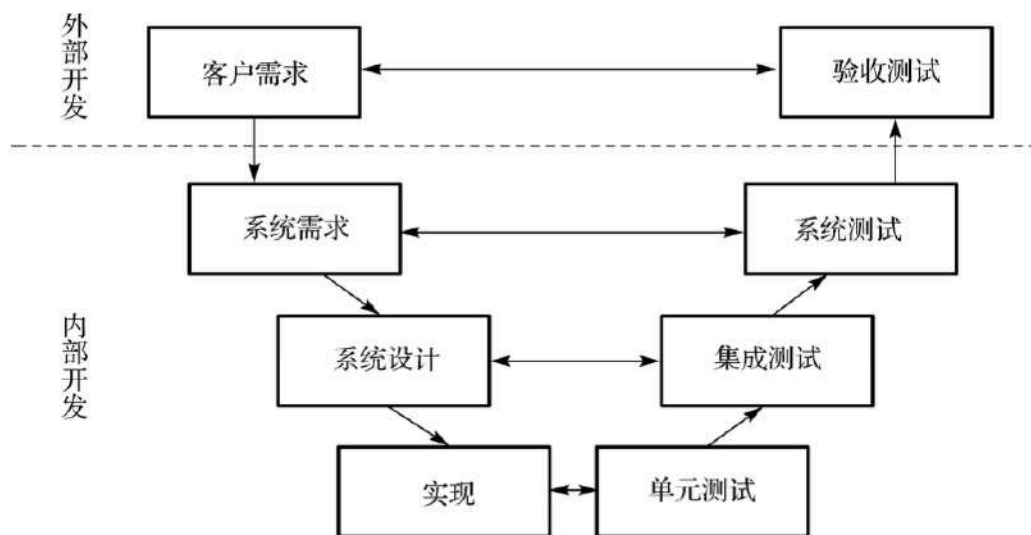 外部开发
客户需求
验收测试
系统需求
系统测试
内部开发
系统设计
集成测试
实现
单元测试